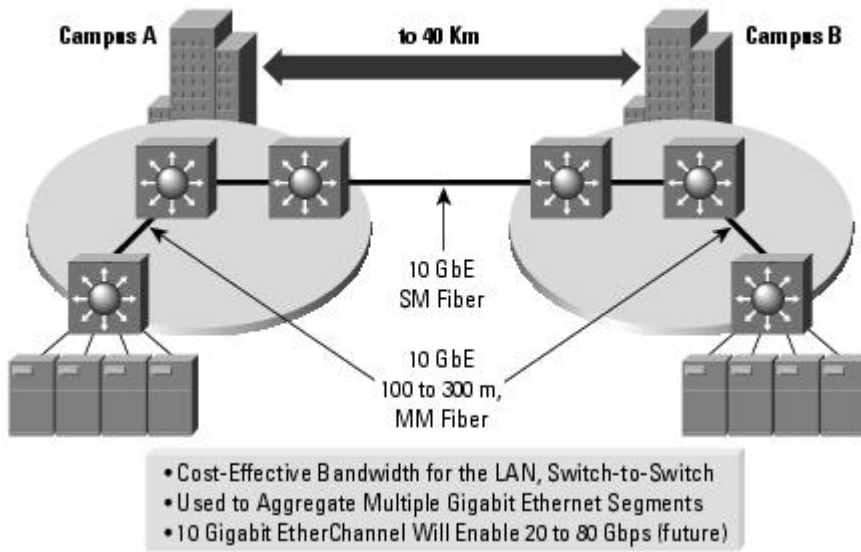 Campus A
to 40 Km
Campus B
10 GbE
SM Fiber
10 GbE
100 to 300 m,
MM Fiber
• Cost-Effective Bandwidth for the LAN, Switch-to-Switch
• Used to Aggregate Multiple Gigabit Ethernet Segments
• 10 Gigabit EtherChannel Will Enable 20 to 80 Gbps (future)